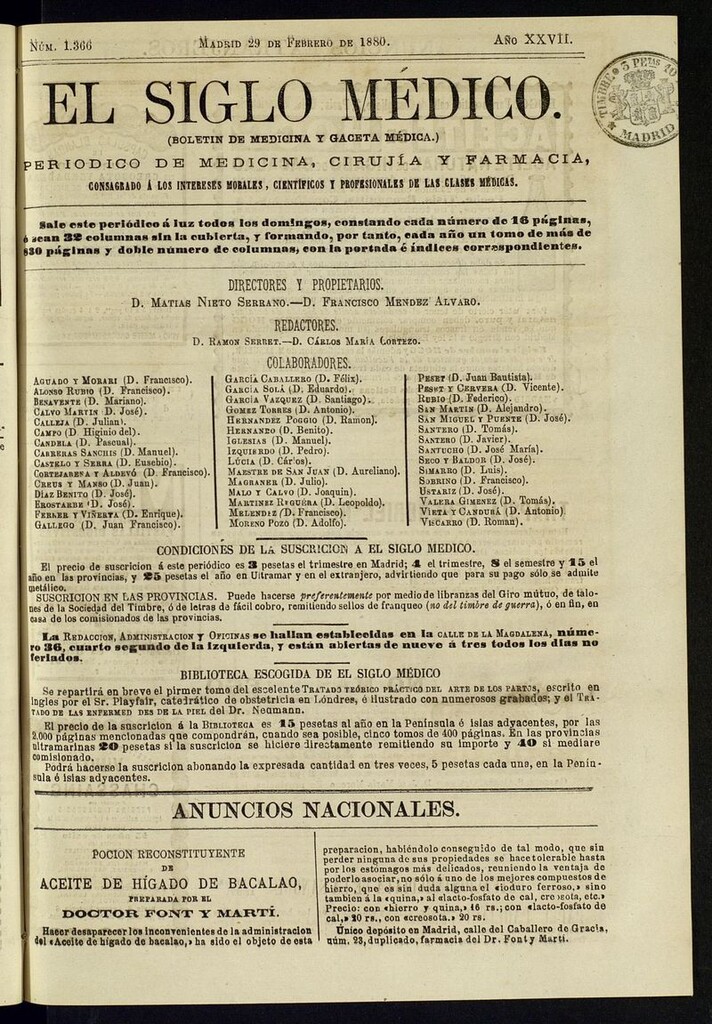 NÚM. 1.366
MADRID 29 DE FEBRERO DE 1880.
AÑO XXVII.
TIMBRE 3 PETAS 10
MADRID
EL SIGLO MÉDICO.
(BOLETIN DE MEDICINA Y GACETA MÉDICA.)
PERIODICO DE MEDICINA, CIRUJÍA Y FARMACIA,
CONSAGRADO Á LOS INTERESES MORALES, CIENTÍFICOS Y PROFESIONALES DE LAS CLASES MÉDICAS.
Sale este periódico á luz todos los domingos, constando cada número de 16 páginas,
ó sean 32 columnas sin la cubierta, y formando, por tanto, cada año un tomo de más de
830 páginas y doble número de columnas, con la portada é índices correspondientes.
DIRECTORES Y PROPIETARIOS.
D. MATIAS NIETO SERRANO.—D. FRANCISCO MENDEZ ALVARO.
REDACTORES.
D. RAMON SERRET.—D. CÁRLOS MARÍA CORTEZO.
COLABORADORES.
AGUADO Y MORARI (D. Francisco).
ALONSO RUBIO (D. Francisco).
BENAVENTE (D. Mariano).
CALVO MARTIN (D. José).
CALLEJA (D. Julian).
CAMPO (D. Higinio del).
CANDELA (D. Pascual).
CARRERAS SANCHIS (D. Manuel).
CASTELO Y SERRA (D. Eusebio).
CORTEJARENA Y ALDEVÓ (D. Francisco).
CREUS Y MANSO (D. Juan).
DÍAZ BENITO (D. José).
EROSTARBE (D. José).
FERRER Y VIÑERTA (D. Enrique).
GALLEGO (D. Juan Francisco).
GARCÍA CABALLERO (D. Félix).
GARCÍA SOLÁ (D. Eduardo).
GARCÍA VAZQUEZ (D. Santiago).
GOMEZ TORRES (D. Antonio).
HERNANDEZ POGGIO (D. Ramon).
HERNANDO (D. Benito).
IGLESIAS (D. Manuel).
IZQUIERDO (D. Pedro).
LÚCIA (D. Cárlos).
MAESTRE DE SAN JUAN (D. Aureliano).
MAGRANER (D. Julio).
MALO Y CALVO (D. Joaquin).
MARTINEZ REGUERA (D. Leopoldo).
MELENDEZ (D. Francisco).
MORENO POZO (D. Adolfo).
PESET (D. Juan Bautista).
PESET Y CERVERA (D. Vicente).
RUBIO (D. Federico).
SAN MARTIN (D. Alejandro).
SAN MIGUEL Y PUENTE (D. José).
SANTERO (D. Tomás).
SANTERO (D. Javier).
SANTUCHO (D. José María).
SECO Y BALDOR (D. José).
SIMARRO (D. Luis).
SOBRINO (D. Francisco).
USTARIZ (D. José).
VALERA GIMENEZ (D. Tomás).
VIETA Y CANDURÁ (D. Antonio)
VISCARRO (D. Roman).
CONDICIONES DE LA SUSCRICION A EL SIGLO MEDICO.
El precio de suscricion á este periódico es 3 pesetas el trimestre en Madrid; 4 el trimestre, 8 el semestre y 15 el
año en las provincias, y 25 pesetas el año en Ultramar y en el extranjero, advirtiendo que para su pago sólo se admite
metálico.
SUSCRICION EN LAS PROVINCIAS. Puede hacerse preferentemente por medio de libranzas del Giro mútuo, de talo-
nes de la Sociedad del Timbre, ó de letras de fácil cobro, remitiendo sellos de franqueo (no del timbre de guerra), ó en fin, en
casa de los comisionados de las provincias.
LA REDACCION, ADMINISTRACION Y OFICINAS se hallan establecidas en la CALLE DE LA MAGDALENA, núme-
ro 36, cuarto segundo de la izquierda, y están abiertas de nueve á tres todos los dias no
feriados.
BIBLIOTECA ESCOGIDA DE EL SIGLO MÉDICO
Se repartirá en breve el pirmer tomo del escelente TRATADO TEÓRICO PRÁCTICO DEL ARTE DE LOS PARTOS, escrito en
ingles por el Sr. Playfair, catedrático de obstetricia en Lóndres, é ilustrado con numerosos grabados; y el TRA-
TADO DE LAS ENFERMED DES DE LA PIEL del Dr. Neumann.
El precio de la suscricion á la BIBLIOTECA es 15 pesetas al año en la Península é islas adyacentes, por las
2.000 páginas mencionadas que compondrán, cuando sea posible, cinco tomos de 400 páginas. En las provincias
ultramarinas 20 pesetas si la suscricion se hiciere directamente remitiendo su importe y 40 si mediare
comisionado.
Podrá hacerse la suscricion abonando la expresada cantidad en tres veces, 5 pesetas cada una, en la Penín-
sula é islas adyacentes.
ANUNCIOS NACIONALES.
POCION RECONSTITUYENTE
DE
ACEITE DE HÍGADO DE BACALAO,
PREPARADA POR EL
DOCTOR FONT Y MARTÍ.
Hacer desaparecer los inconvenientes de la administracion
del «Aceite de hígado de bacalao,» ha sido el objeto de esta
preparacion, habiéndolo conseguido de tal modo, que sin
perder ninguna de sus propiedades se hace tolerable hasta
por los estómagos más delicados, reuniendo la ventaja de
poderlo asociar, no sólo á uno de los mejores compuestos de
hierro, que es sin duda alguna el «ioduro ferroso,» sino
tambien á la «quina,» al «lacto-fosfato de cal, creosota, etc.»
Precio: con «hierro y quina,» 16 rs.; con «lacto-fosfato de
cal,» 20 rs., con «creosota.» 20 rs.
Único depósito en Madrid, calle del Caballero de Gracia,
núm. 23, duplicado, farmacia del Dr. Font y Martí.